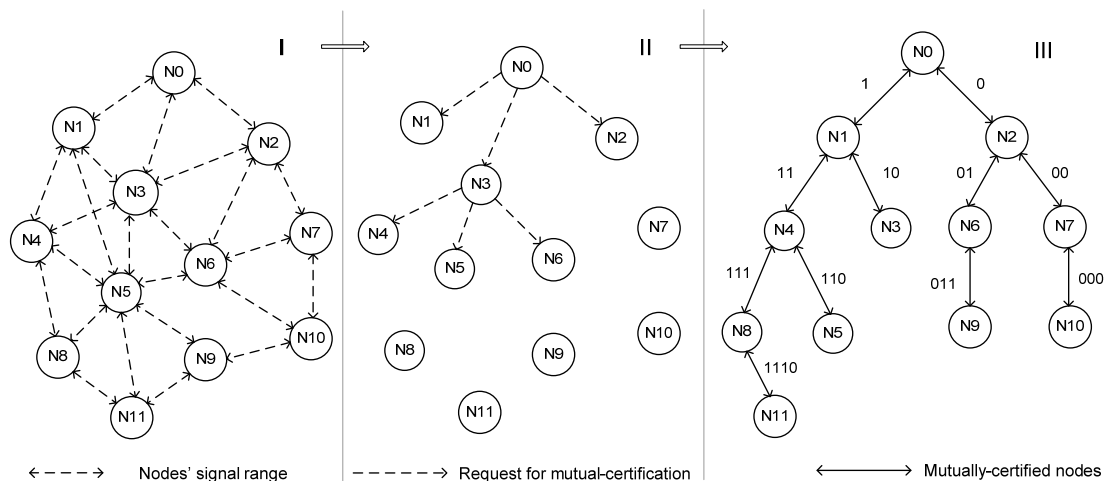 I
II
III
N0
N1
N2
N3
N4
N5
N6
N7
N8
N9
N10
N11
N0
N1
N2
N3
N4
N5
N6
N7
N8
N9
N10
N11
N0
1
0
N1
N2
11
10
01
00
N4
N3
N6
N7
111
110
011
000
N8
N5
N9
N10
1110
N11
Nodes' signal range
Request for mutual-certification
Mutually-certified nodes